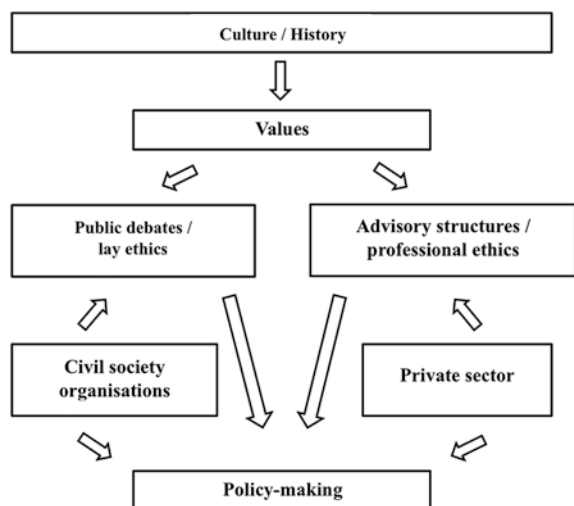 Culture / History
Values
Public debates /
lay ethics
Advisory structures /
professional ethics
Civil society
organisations
Private sector
Policy-making